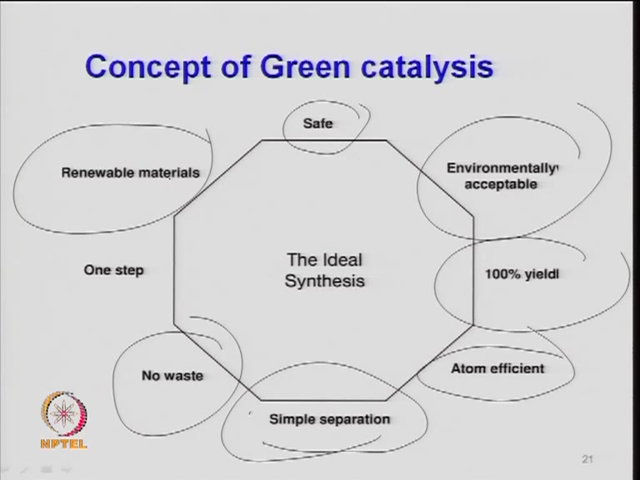 Concept of Green catalysis
Safe
Renewable materials
Environmentally
acceptable
One step
The Ideal
Synthesis
100% yieldl
No waste
Atom efficient
Simple separation
NPTEL
21